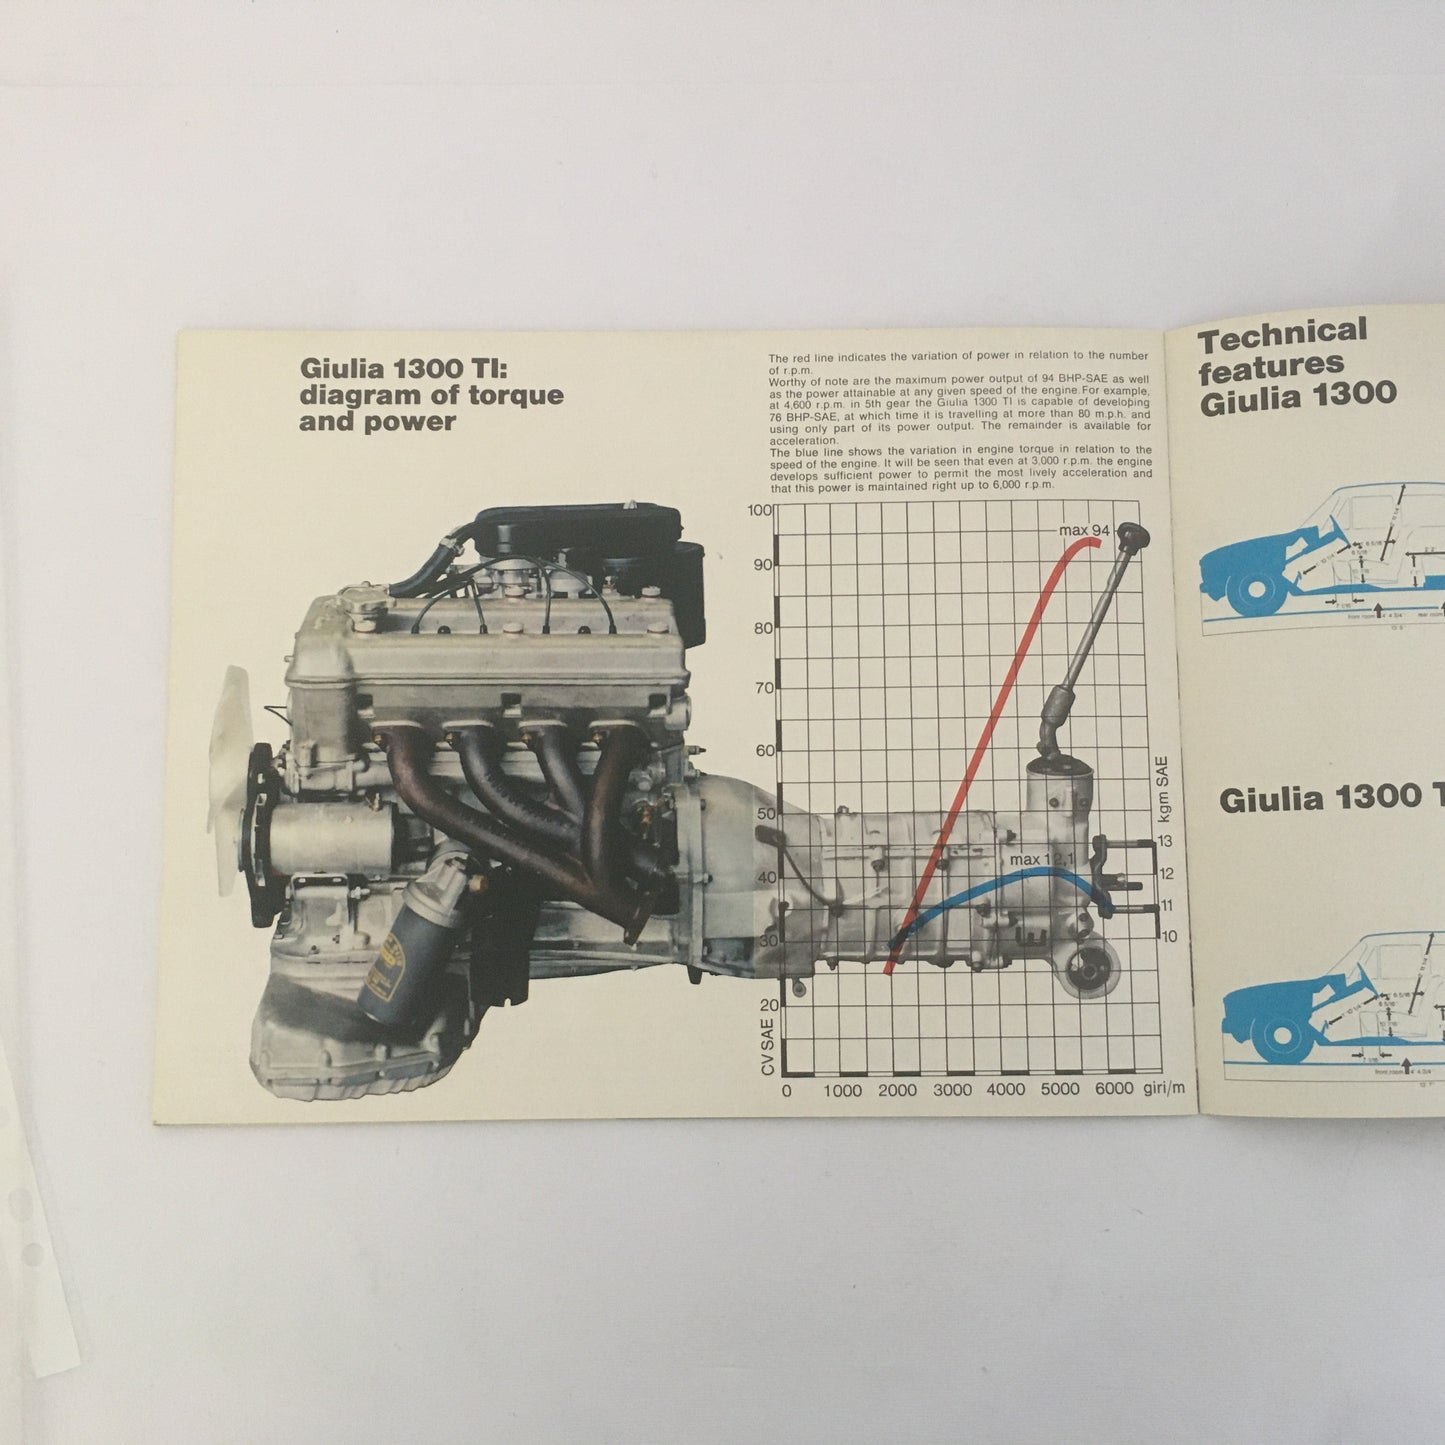 Giulia 1300 TI:
diagram of torque
and power
The red line indicates the variation of power in relation to the number
of r.p.m.
Worthy of note are the maximum power output of 94 BHP-SAE as well
as the power attainable at any given speed of the engine. For example,
at 4,600 r.p.m. in 5th gear the Giulia 1300 TI is capable of developing
76 BHP-SAE, at which time it is travelling at more than 80 m.p.h. and
using only part of its power output. The remainder is available for
acceleration.
The blue line shows the variation in engine torque in relation to the
speed of the engine. It will be seen that even at 3,000 r.p.m. the engine
develops sufficient power to permit the most lively acceleration and
that this power is maintained right up to 6,000 r.p.m.
100
max 94
90
80
70
60
50
kgm SAE
13
max 12,1
40
12
11
30
10
20
CV SAE
0 1000 2000 3000 4000 5000 6000 giri/m
Technical
features
Giulia 1300
Giulia 1300 T